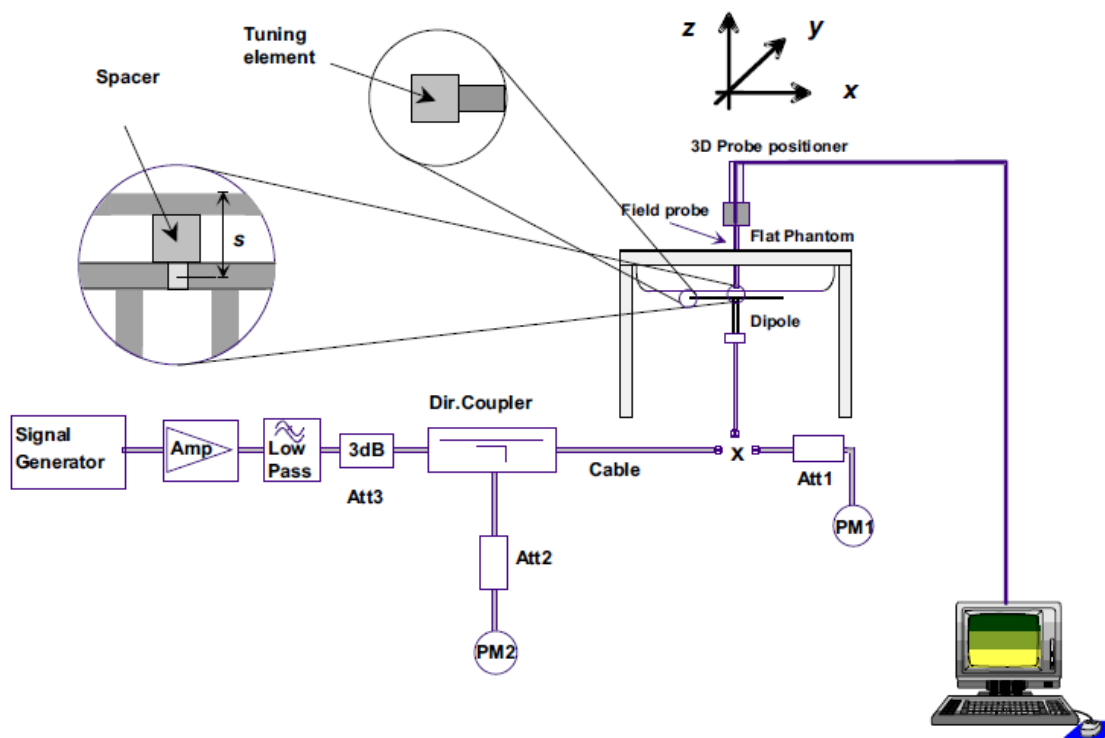 Tuning
element
z
y
x
Spacer
3D Probe positioner
Field probe
Flat Phantom
s
Dipole
Dir.Coupler
Signal
Generator
Amp
Low
Pass
3dB
Att3
Cable
x
Att1
PM1
Att2
PM2